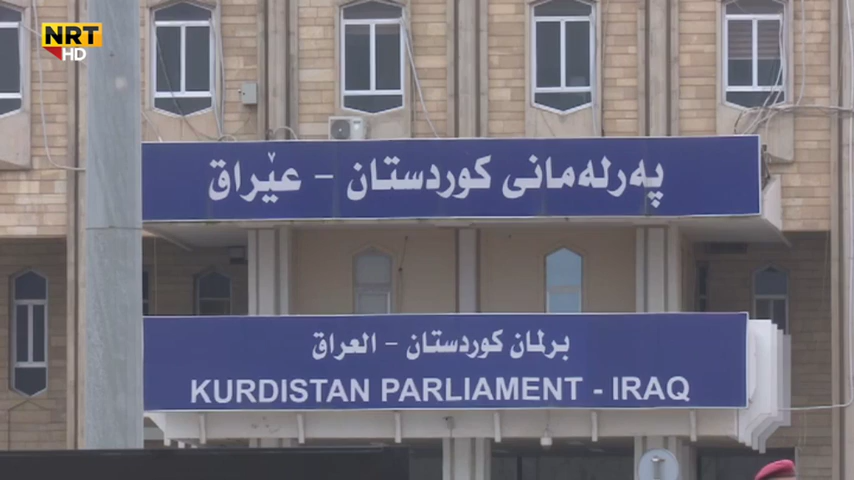 NRT
HD
پەرلەمانی کوردستان - عێراق
برلمان كوردستان - العراق
KURDISTAN PARLIAMENT - IRAQ